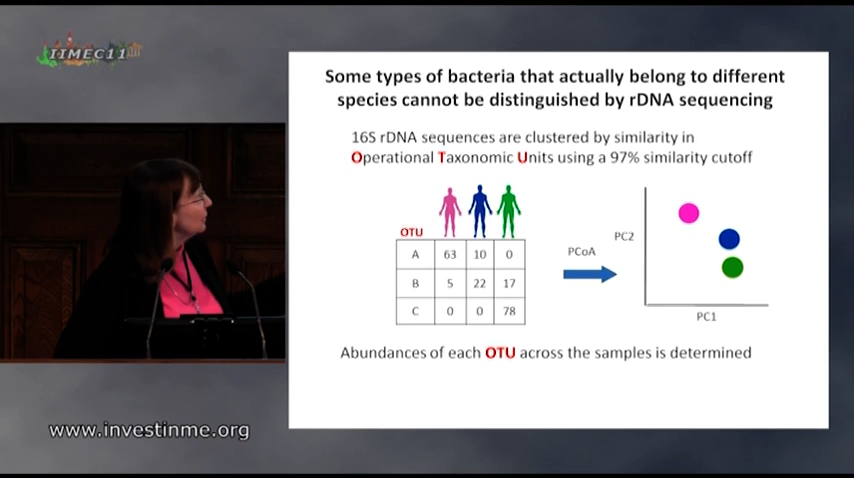 IIMEC11
Some types of bacteria that actually belong to different
species cannot be distinguished by rDNA sequencing
16S rDNA sequences are clustered by similarity in
Operational Taxonomic Units using a 97% similarity cutoff
OTU
A 63 10 0
B 5 22 17
C 0 0 78
PCoA
PC2
PC1
Abundances of each OTU across the samples is determined
www.investinme.org